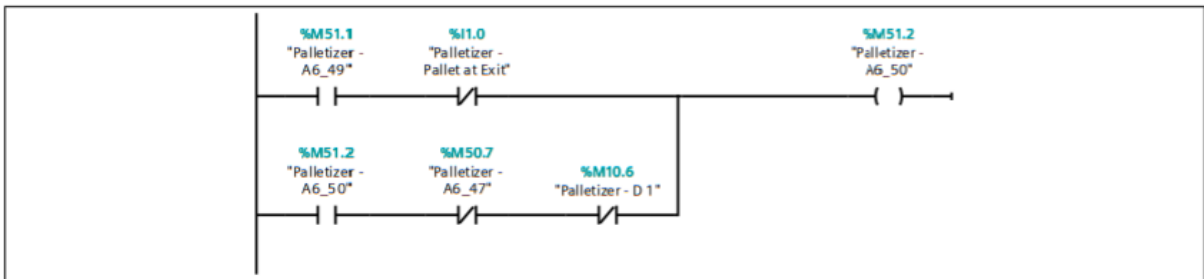 %M51.1
"Palletizer -
A6_49"
%I1.0
"Palletizer -
Pallet at Exit"
%M51.2
"Palletizer -
A6_50"
%M51.2
"Palletizer -
A6_50"
%M50.7
"Palletizer -
A6_47"
%M10.6
"Palletizer - D 1"